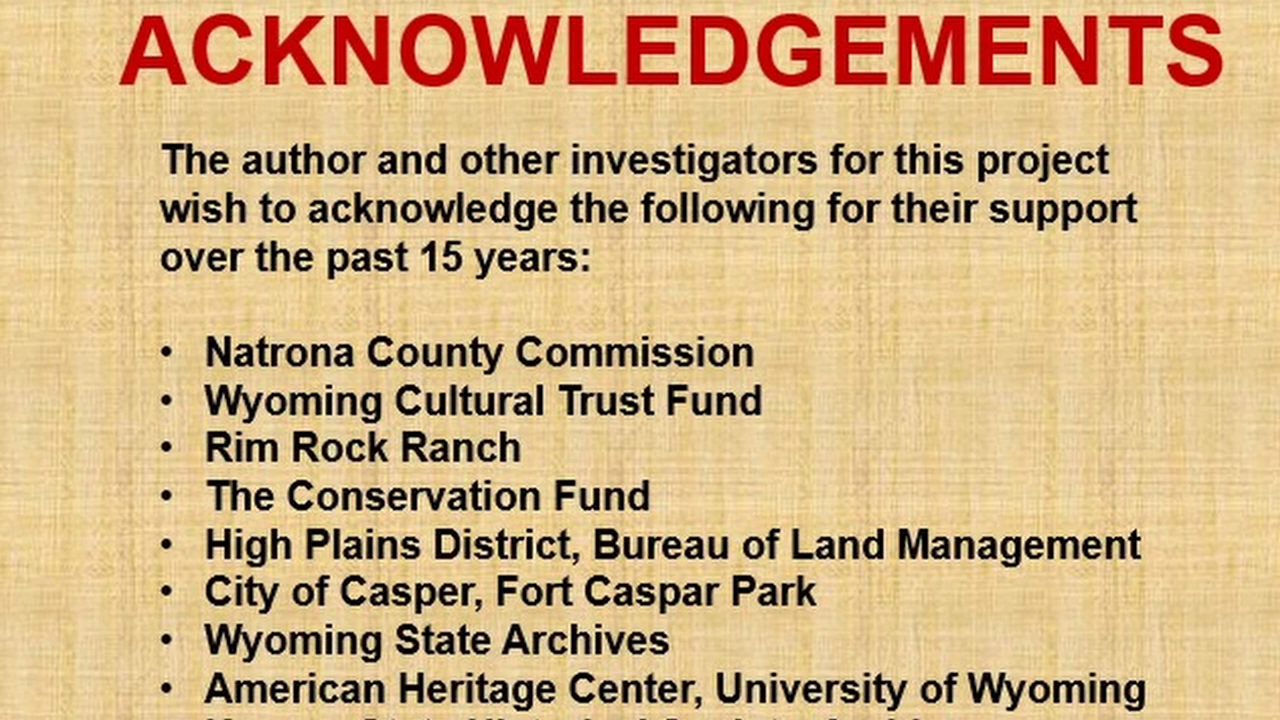 ACKNOWLEDGEMENTS
The author and other investigators for this project
wish to acknowledge the following for their support
over the past 15 years:
• Natrona County Commission
• Wyoming Cultural Trust Fund
• Rim Rock Ranch
• The Conservation Fund
• High Plains District, Bureau of Land Management
• City of Casper, Fort Caspar Park
• Wyoming State Archives
• American Heritage Center, University of Wyoming